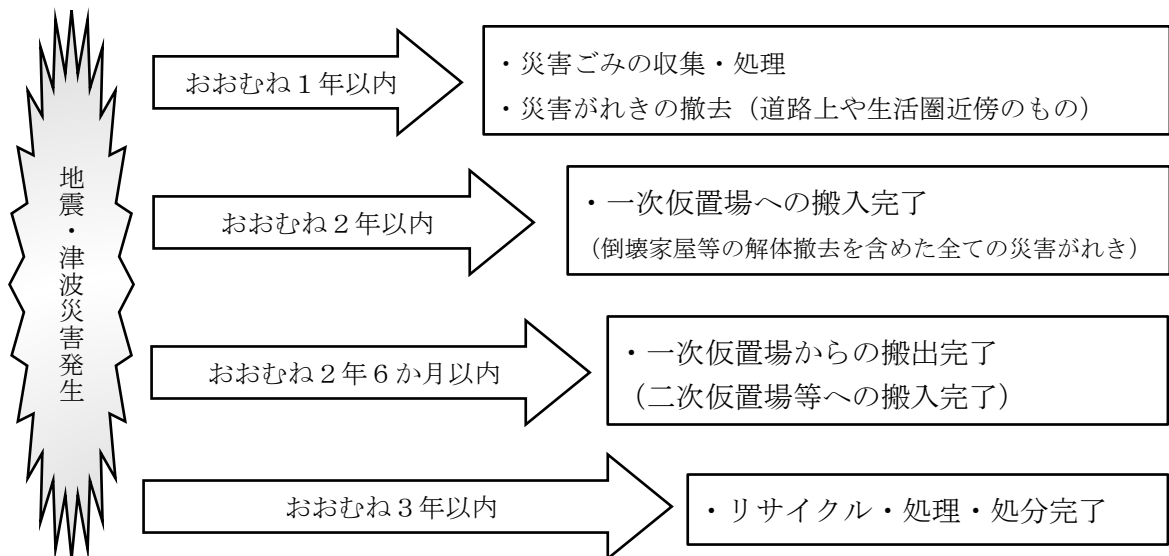 地震・津波災害発生
おおむね１年以内
・災害ごみの収集・処理
・災害がれきの撤去（道路上や生活圏近傍のもの）
おおむね２年以内
・一次仮置場への搬入完了
（倒壊家屋等の解体撤去を含めた全ての災害がれき）
おおむね２年６か月以内
・一次仮置場からの搬出完了
（二次仮置場等への搬入完了）
おおむね３年以内
・リサイクル・処理・処分完了